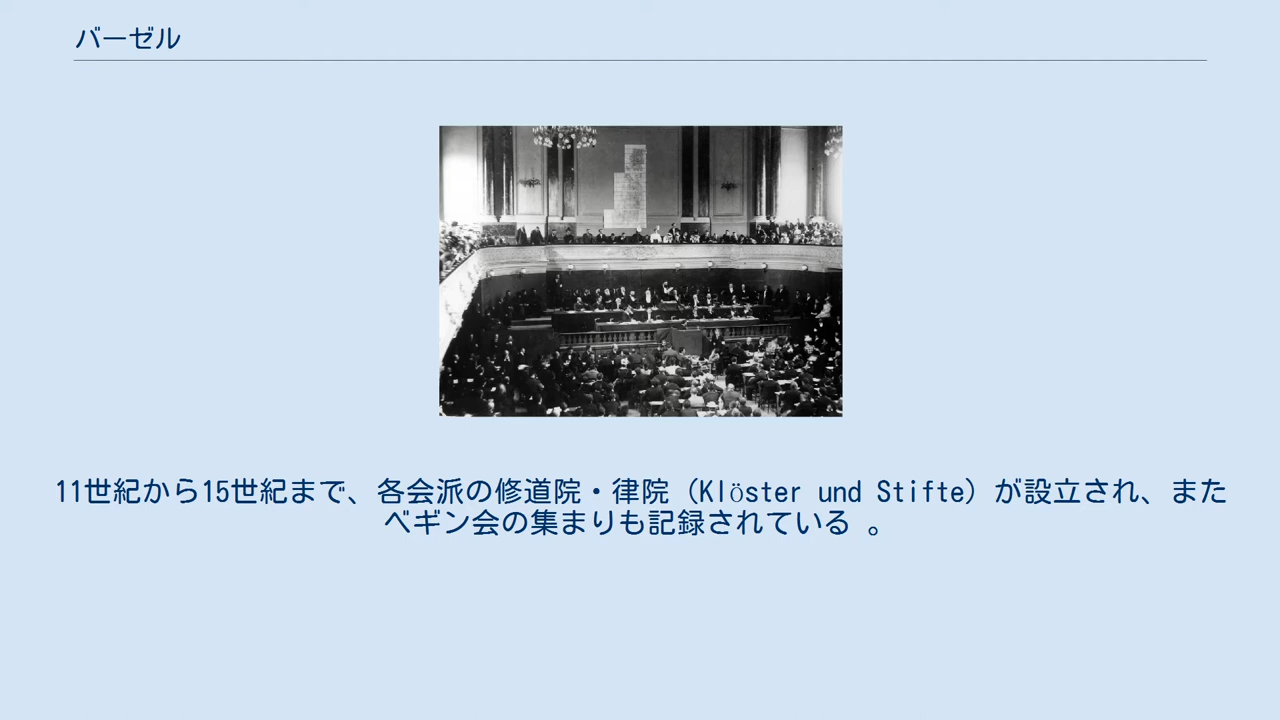 バーゼル
11世紀から15世紀まで、各会派の修道院・律院（Klöster und Stifte）が設立され、また
ベギン会の集まりも記録されている 。